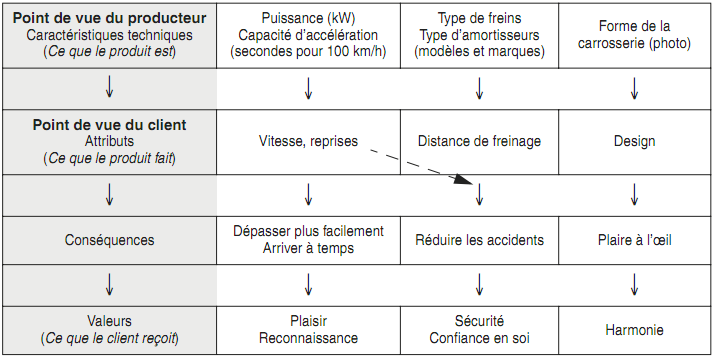 Point de vue du producteur
Caractéristiques techniques
(Ce que le produit est)
Puissance (kW)
Capacité d'accélération
(secondes pour 100 km/h)
Type de freins
Type d'amortisseurs
(modèles et marques)
Forme de la
carrosserie (photo)
Point de vue du client
Attributs
(Ce que le produit fait)
Vitesse, reprises
Distance de freinage
Design
Conséquences
Dépasser plus facilement
Arriver à temps
Réduire les accidents
Plaire à l'œil
Valeurs
(Ce que le client reçoit)
Plaisir
Reconnaissance
Sécurité
Confiance en soi
Harmonie